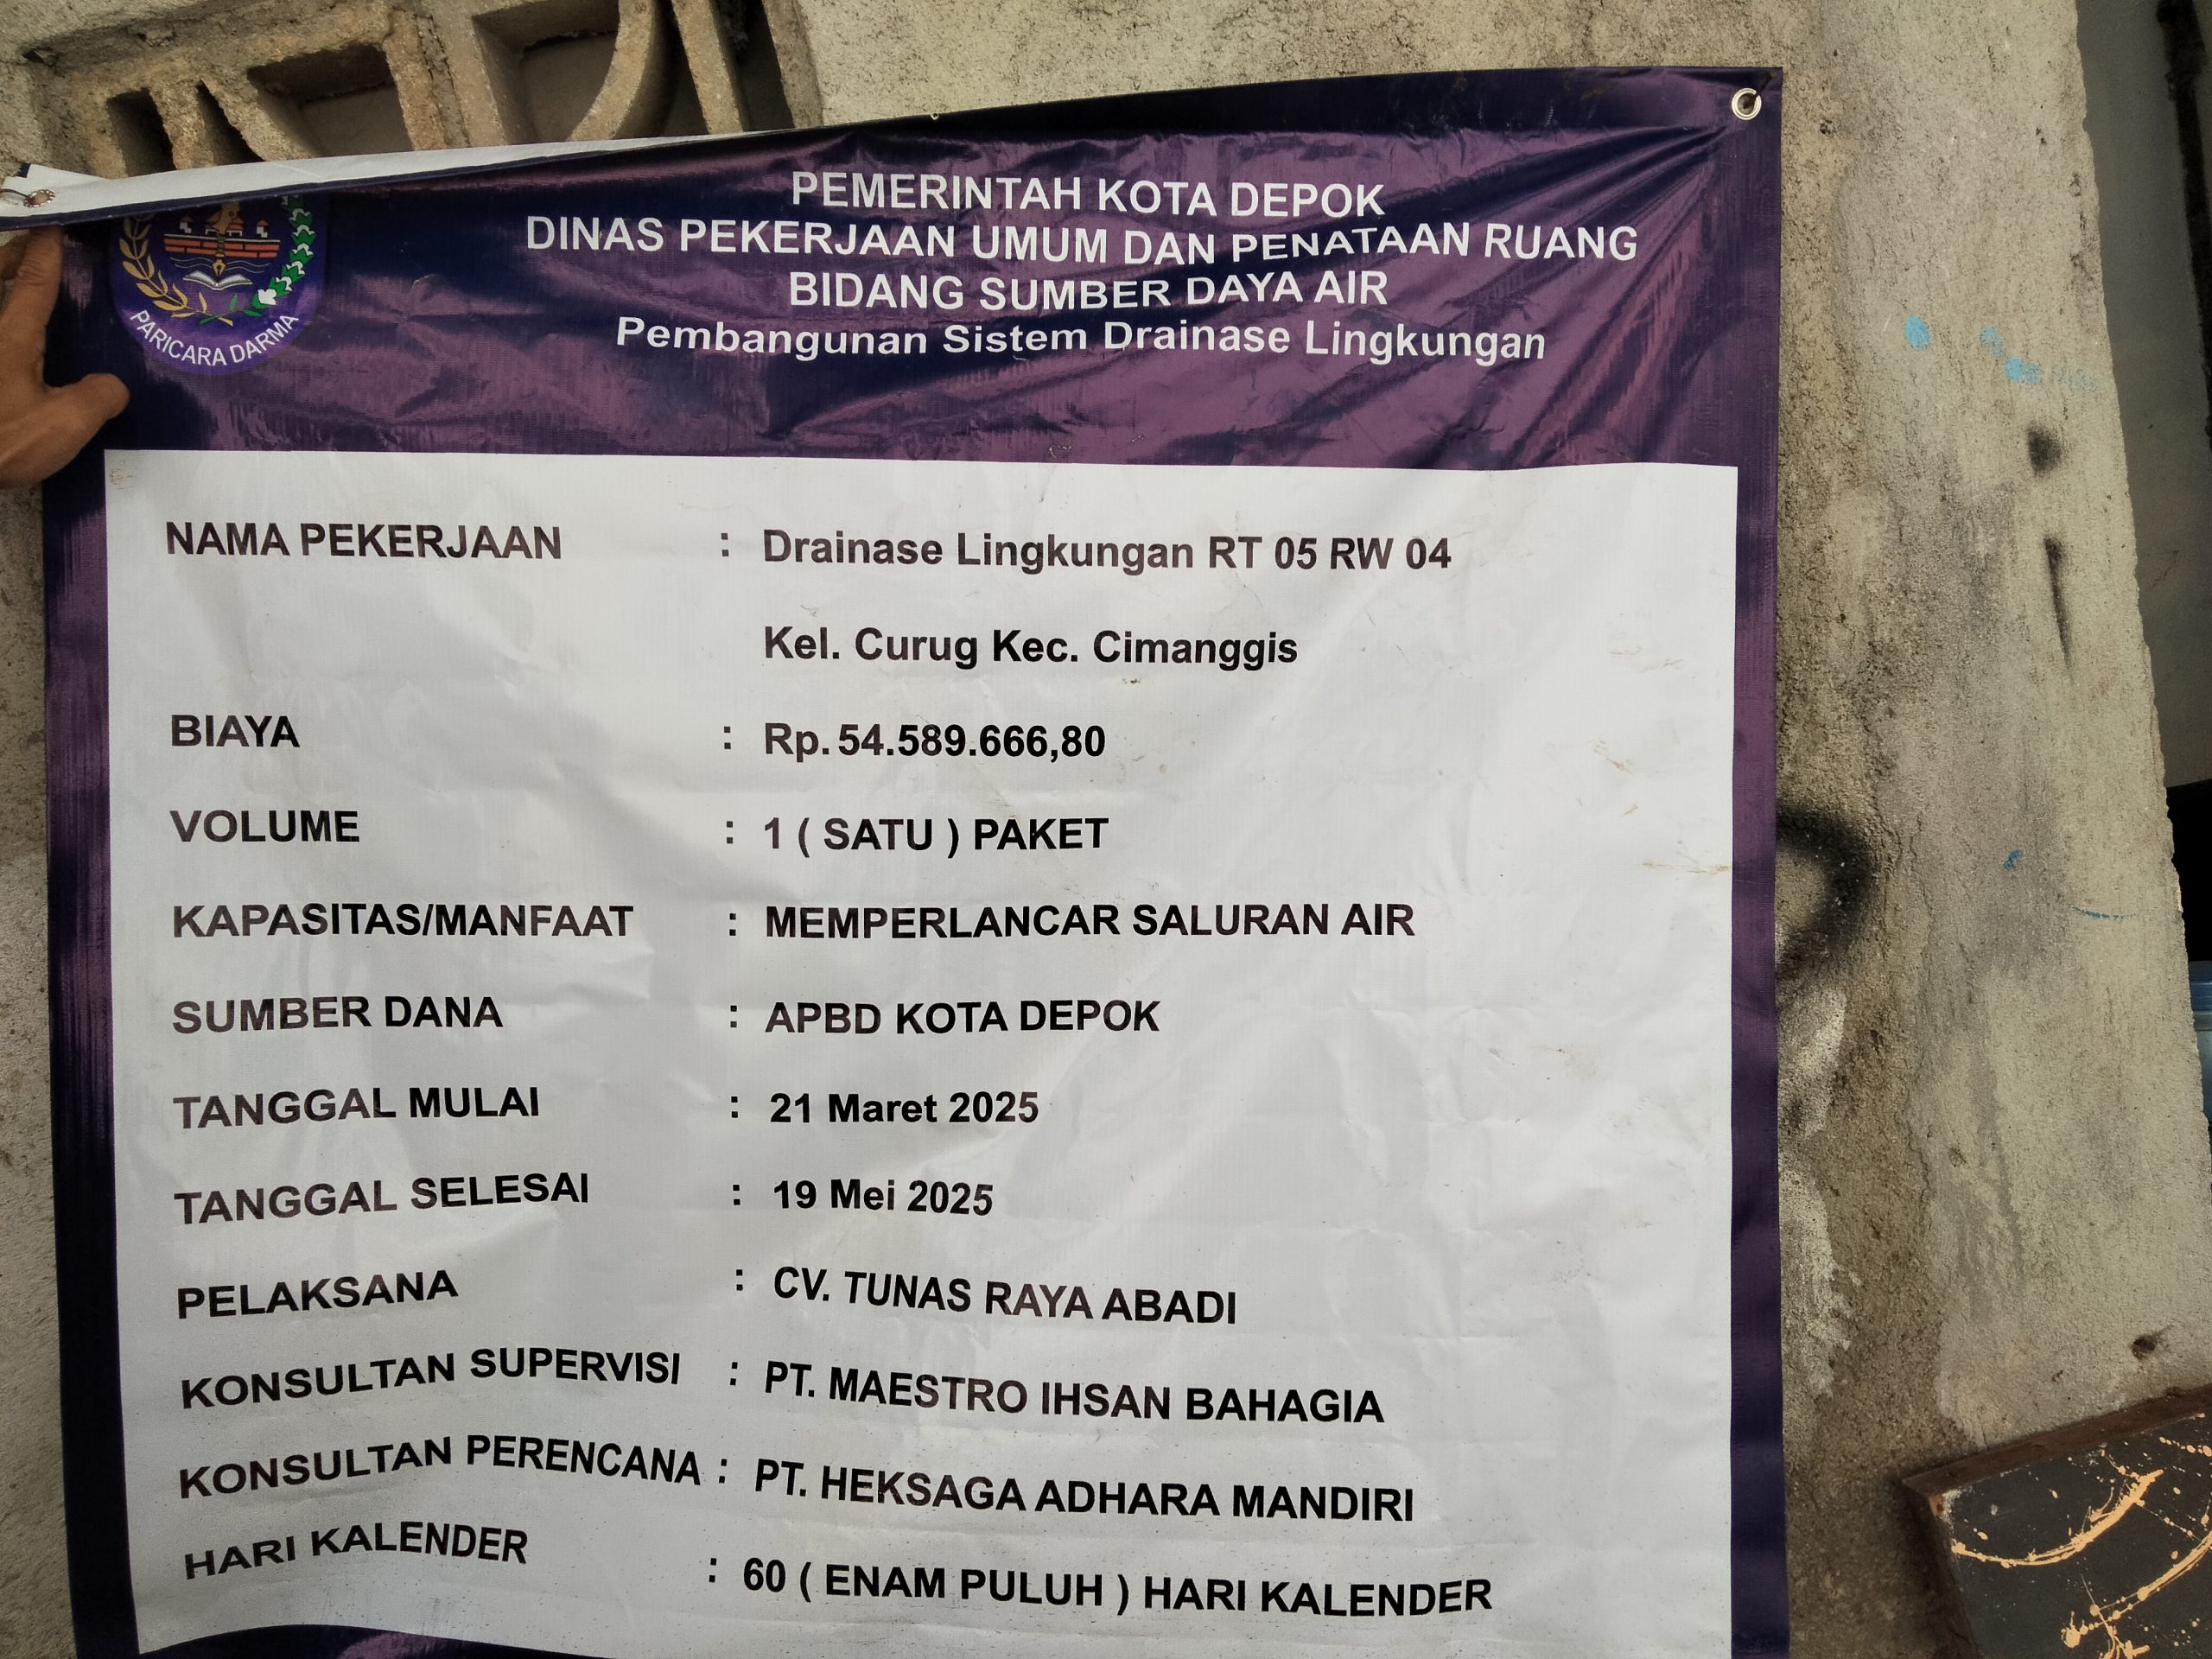 PEMERINTAH KOTA DEPOK
DINAS PEKERJAAN UMUM DAN PENATAAN RUANG
BIDANG SUMBER DAYA AIR
Pembangunan Sistem Drainase Lingkungan
PARICARA DARMA
NAMA PEKERJAAN : Drainase Lingkungan RT 05 RW 04
Kel. Curug Kec. Cimanggis
BIAYA : Rp. 54.589.666,80
VOLUME : 1 ( SATU ) PAKET
KAPASITAS/MANFAAT : MEMPERLANCAR SALURAN AIR
SUMBER DANA : APBD KOTA DEPOK
TANGGAL MULAI : 21 Maret 2025
TANGGAL SELESAI : 19 Mei 2025
PELAKSANA : CV. TUNAS RAYA ABADI
KONSULTAN SUPERVISI : PT. MAESTRO IHSAN BAHAGIA
KONSULTAN PERENCANA : PT. HEKSAGA ADHARA MANDIRI
HARI KALENDER : 60 ( ENAM PULUH ) HARI KALENDER